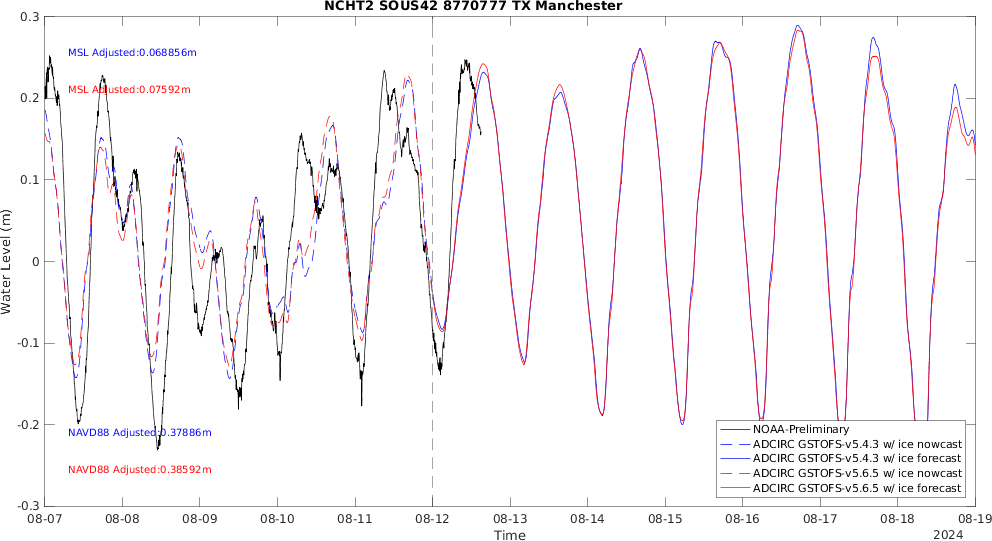 NCHT2 SOUS42 8770777 TX Manchester
0.3
0.2
0.1
0
-0.1
-0.2
-0.3
Water Level (m)
MSL Adjusted:0.068856m
MSL Adjusted:0.07592m
NAVD88 Adjusted:0.37886m
NAVD88 Adjusted:0.38592m
NOAA-Preliminary
ADCIRC GSTOFS-v5.4.3 w/ ice nowcast
ADCIRC GSTOFS-v5.4.3 w/ ice forecast
ADCIRC GSTOFS-v5.6.5 w/ ice nowcast
ADCIRC GSTOFS-v5.6.5 w/ ice forecast
08-07 08-08 08-09 08-10 08-11 08-12 08-13 08-14 08-15 08-16 08-17 08-18 08-19
Time
2024